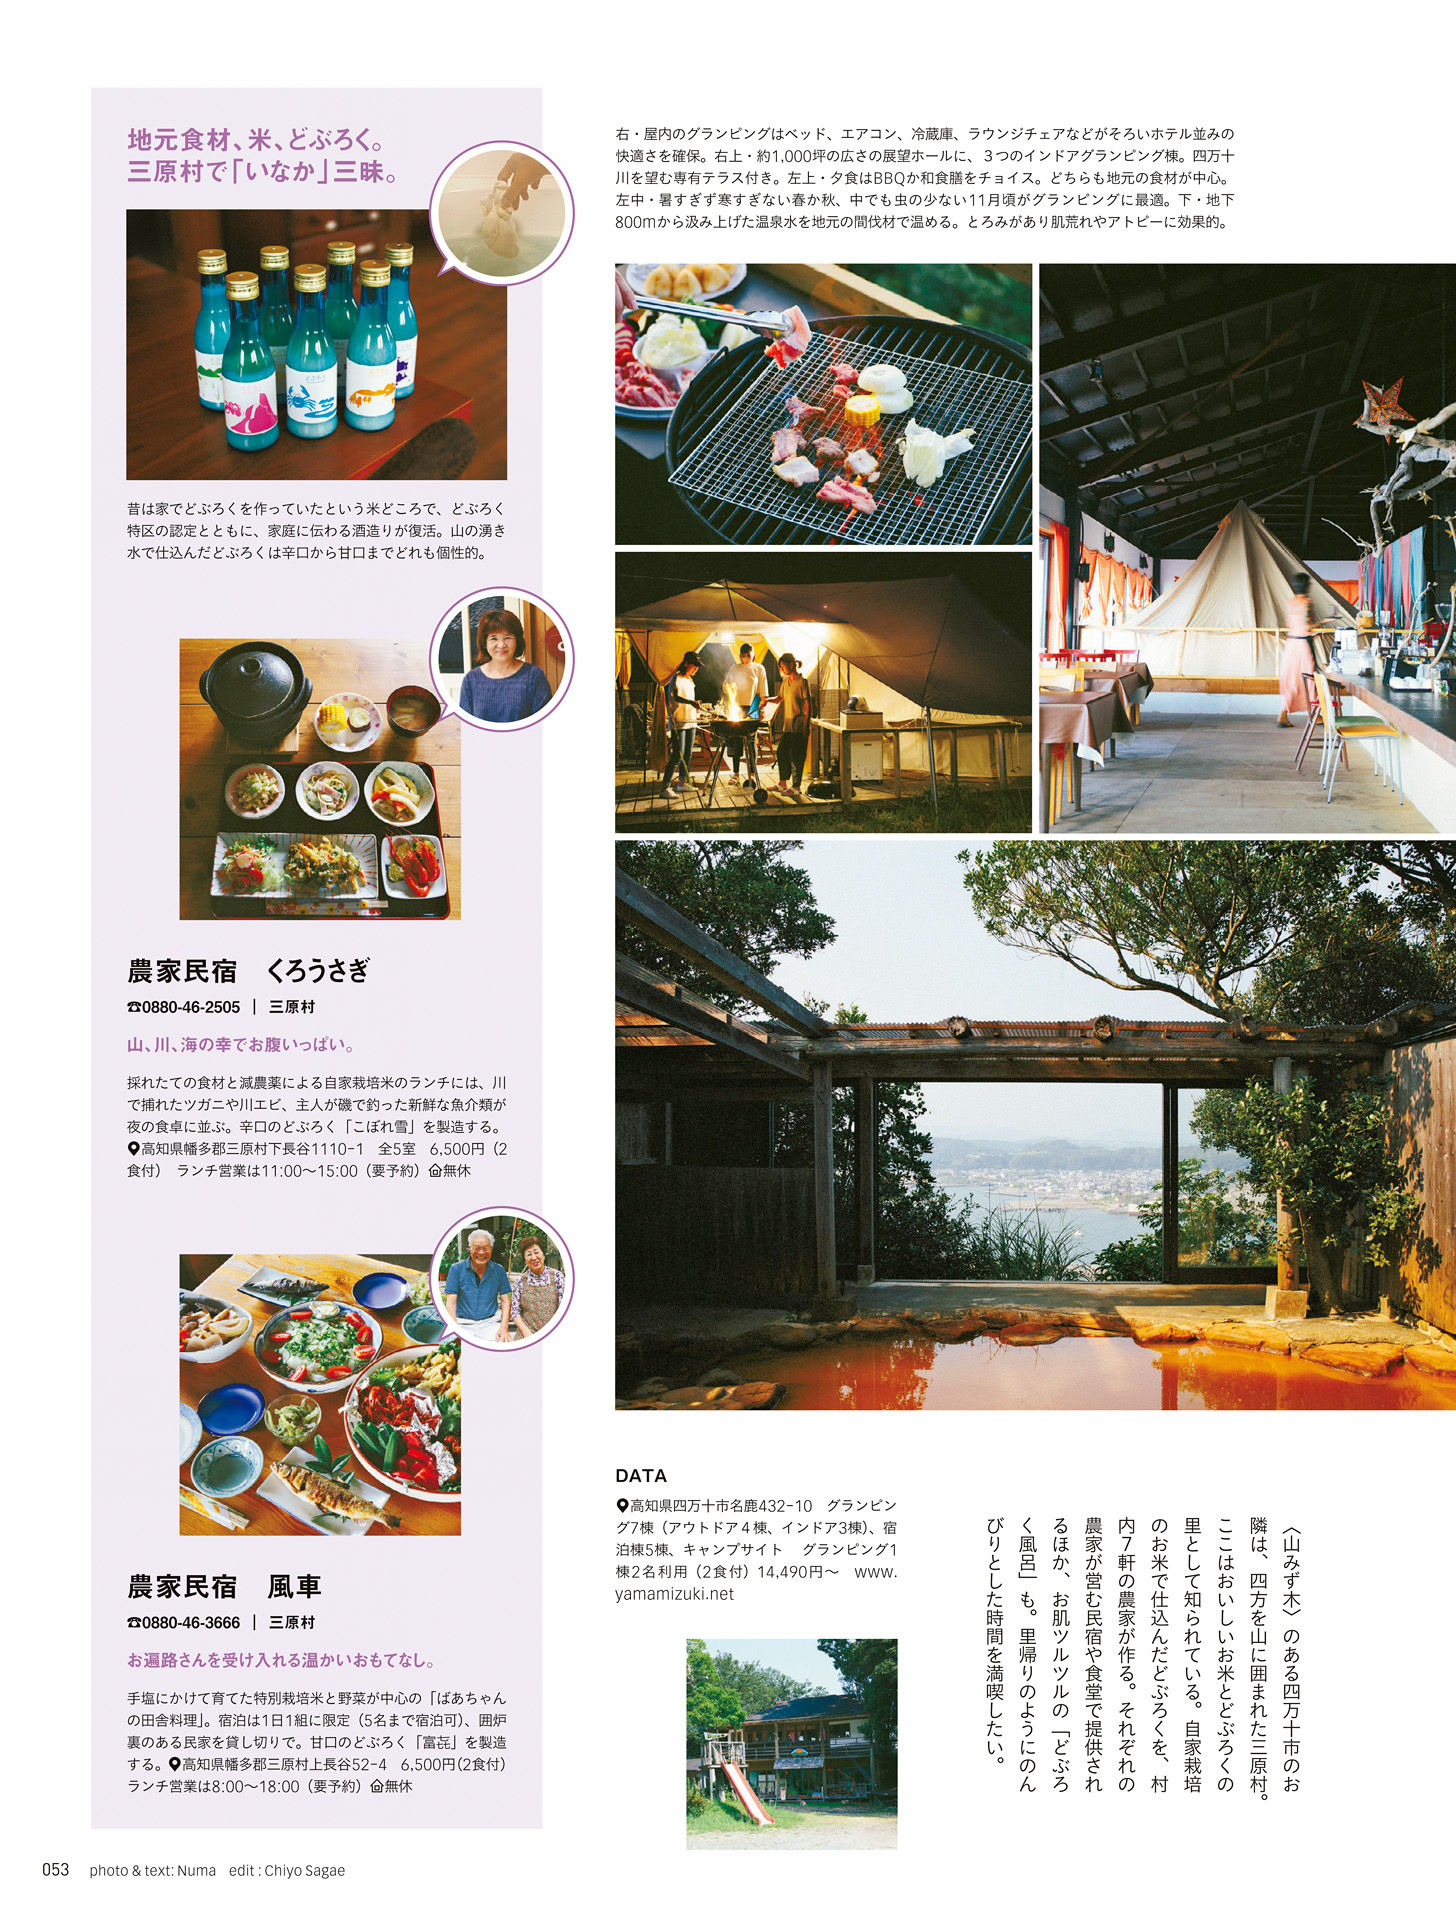 地元食材、米、どぶろく。
三原村で「いなか」三昧。
どぶろく
昔は家でどぶろくを作っていたという米どころで、どぶろく
特区の認定とともに、家庭に伝わる酒造りが復活。山の湧き
水で仕込んだどぶろくは辛口から甘口までどれも個性的。
農家民宿　くろうさぎ
☎0880-46-2505 | 三原村
山、川、海の幸でお腹いっぱい。
採れたての食材と減農薬による自家栽培米のランチには、川
で捕れたツガニや川エビ、主人が磯で釣った新鮮な魚介類が
夜の食卓に並ぶ。辛口のどぶろく「こぼれ雪」を製造する。
高知県幡多郡三原村下長谷1110-1　全5室　6,500円（2
食付）　ランチ営業は11:00〜15:00（要予約）無休
農家民宿　風車
☎0880-46-3666 | 三原村
お遍路さんを受け入れる温かいおもてなし。
手塩にかけて育てた特別栽培米と野菜が中心の「ばあちゃん
の田舎料理」。宿泊は1日1組に限定（5名まで宿泊可）、囲炉
裏のある民家を貸し切りで。甘口のどぶろく「富㐂」を製造
する。高知県幡多郡三原村上長谷52-4　6,500円（2食付）
ランチ営業は8:00〜18:00（要予約）無休
右・屋内のグランピングはベッド、エアコン、冷蔵庫、ラウンジチェアなどがそろいホテル並みの
快適さを確保。右上・約1,000坪の広さの展望ホールに、３つのインドアグランピング棟。四万十
川を望む専有テラス付き。左上・夕食はBBQか和食膳をチョイス。どちらも地元の食材が中心。
左中・暑すぎず寒すぎない春か秋、中でも虫の少ない11月頃がグランピングに最適。下・地下
800mから汲み上げた温泉水を地元の間伐材で温める。とろみがあり肌荒れやアトピーに効果的。
DATA
高知県四万十市名鹿432-10　グランピン
グ7棟（アウトドア４棟、インドア3棟）、宿
泊棟5棟、キャンプサイト　グランピング1
棟2名利用（2食付）14,490円〜　www.
yamamizuki.net
〈山みず木〉のある四万十市のお
隣は、四方を山に囲まれた三原村。
ここはおいしいお米とどぶろくの
里として知られている。自家栽培
のお米で仕込んだどぶろくを、村
内７軒の農家が作る。それぞれの
農家が営む民宿や食堂で提供され
るほか、お肌ツルツルの「どぶろ
く風呂」も。里帰りのようにのん
びりとした時間を満喫したい。
053　photo & text: Numa　edit : Chiyo Sagae